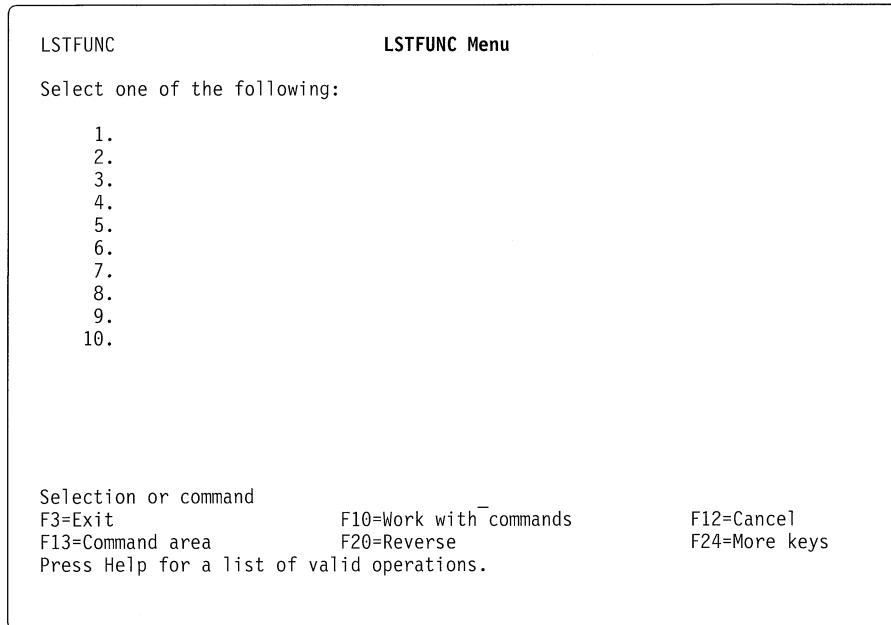 LSTFUNC LSTFUNC Menu
Select one of the following:
1.
2.
3.
4.
5.
6.
7.
8.
9.
10.
Selection or command
F3=Exit F10=Work with commands F12=Cancel
F13=Command area F20=Reverse F24=More keys
Press Help for a list of valid operations.